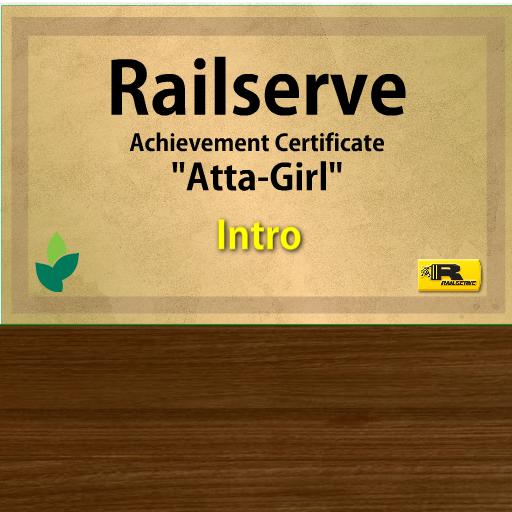 Railserve
Achievement Certificate
"Atta-Girl"
Intro
R
RAILSERVE